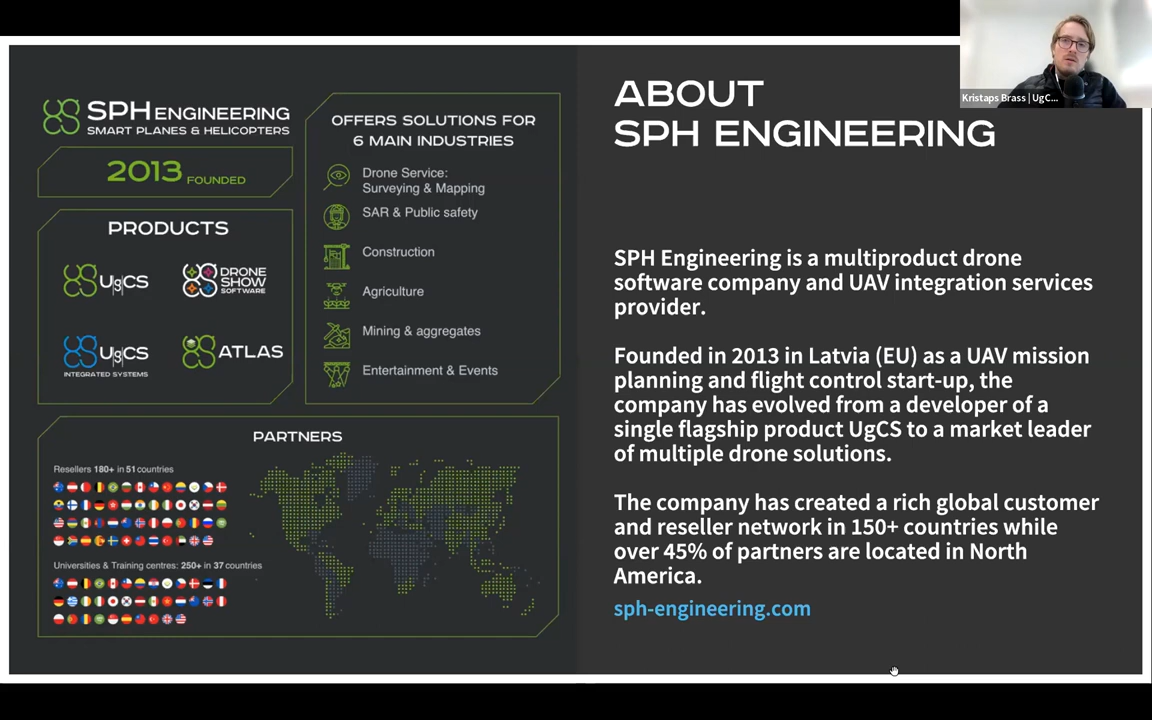 SPH ENGINEERING
SMART PLANES & HELICOPTERS
2013 FOUNDED
PRODUCTS
UgCS
DRONE
SHOW
SOFTWARE
UgCS
INTEGRATED SYSTEMS
ATLAS
OFFERS SOLUTIONS FOR
6 MAIN INDUSTRIES
Drone Service:
Surveying & Mapping
SAR & Public safety
Construction
Agriculture
Mining & aggregates
Entertainment & Events
PARTNERS
Resellers 180+ in 51 countries
Universities & Training centres: 250+ in 37 countries
Kristaps Brass | UgC...
ABOUT
SPH ENGINEERING
SPH Engineering is a multiproduct drone
software company and UAV integration services
provider.
Founded in 2013 in Latvia (EU) as a UAV mission
planning and flight control start-up, the
company has evolved from a developer of a
single flagship product UgCS to a market leader
of multiple drone solutions.
The company has created a rich global customer
and reseller network in 150+ countries while
over 45% of partners are located in North
America.
sph-engineering.com